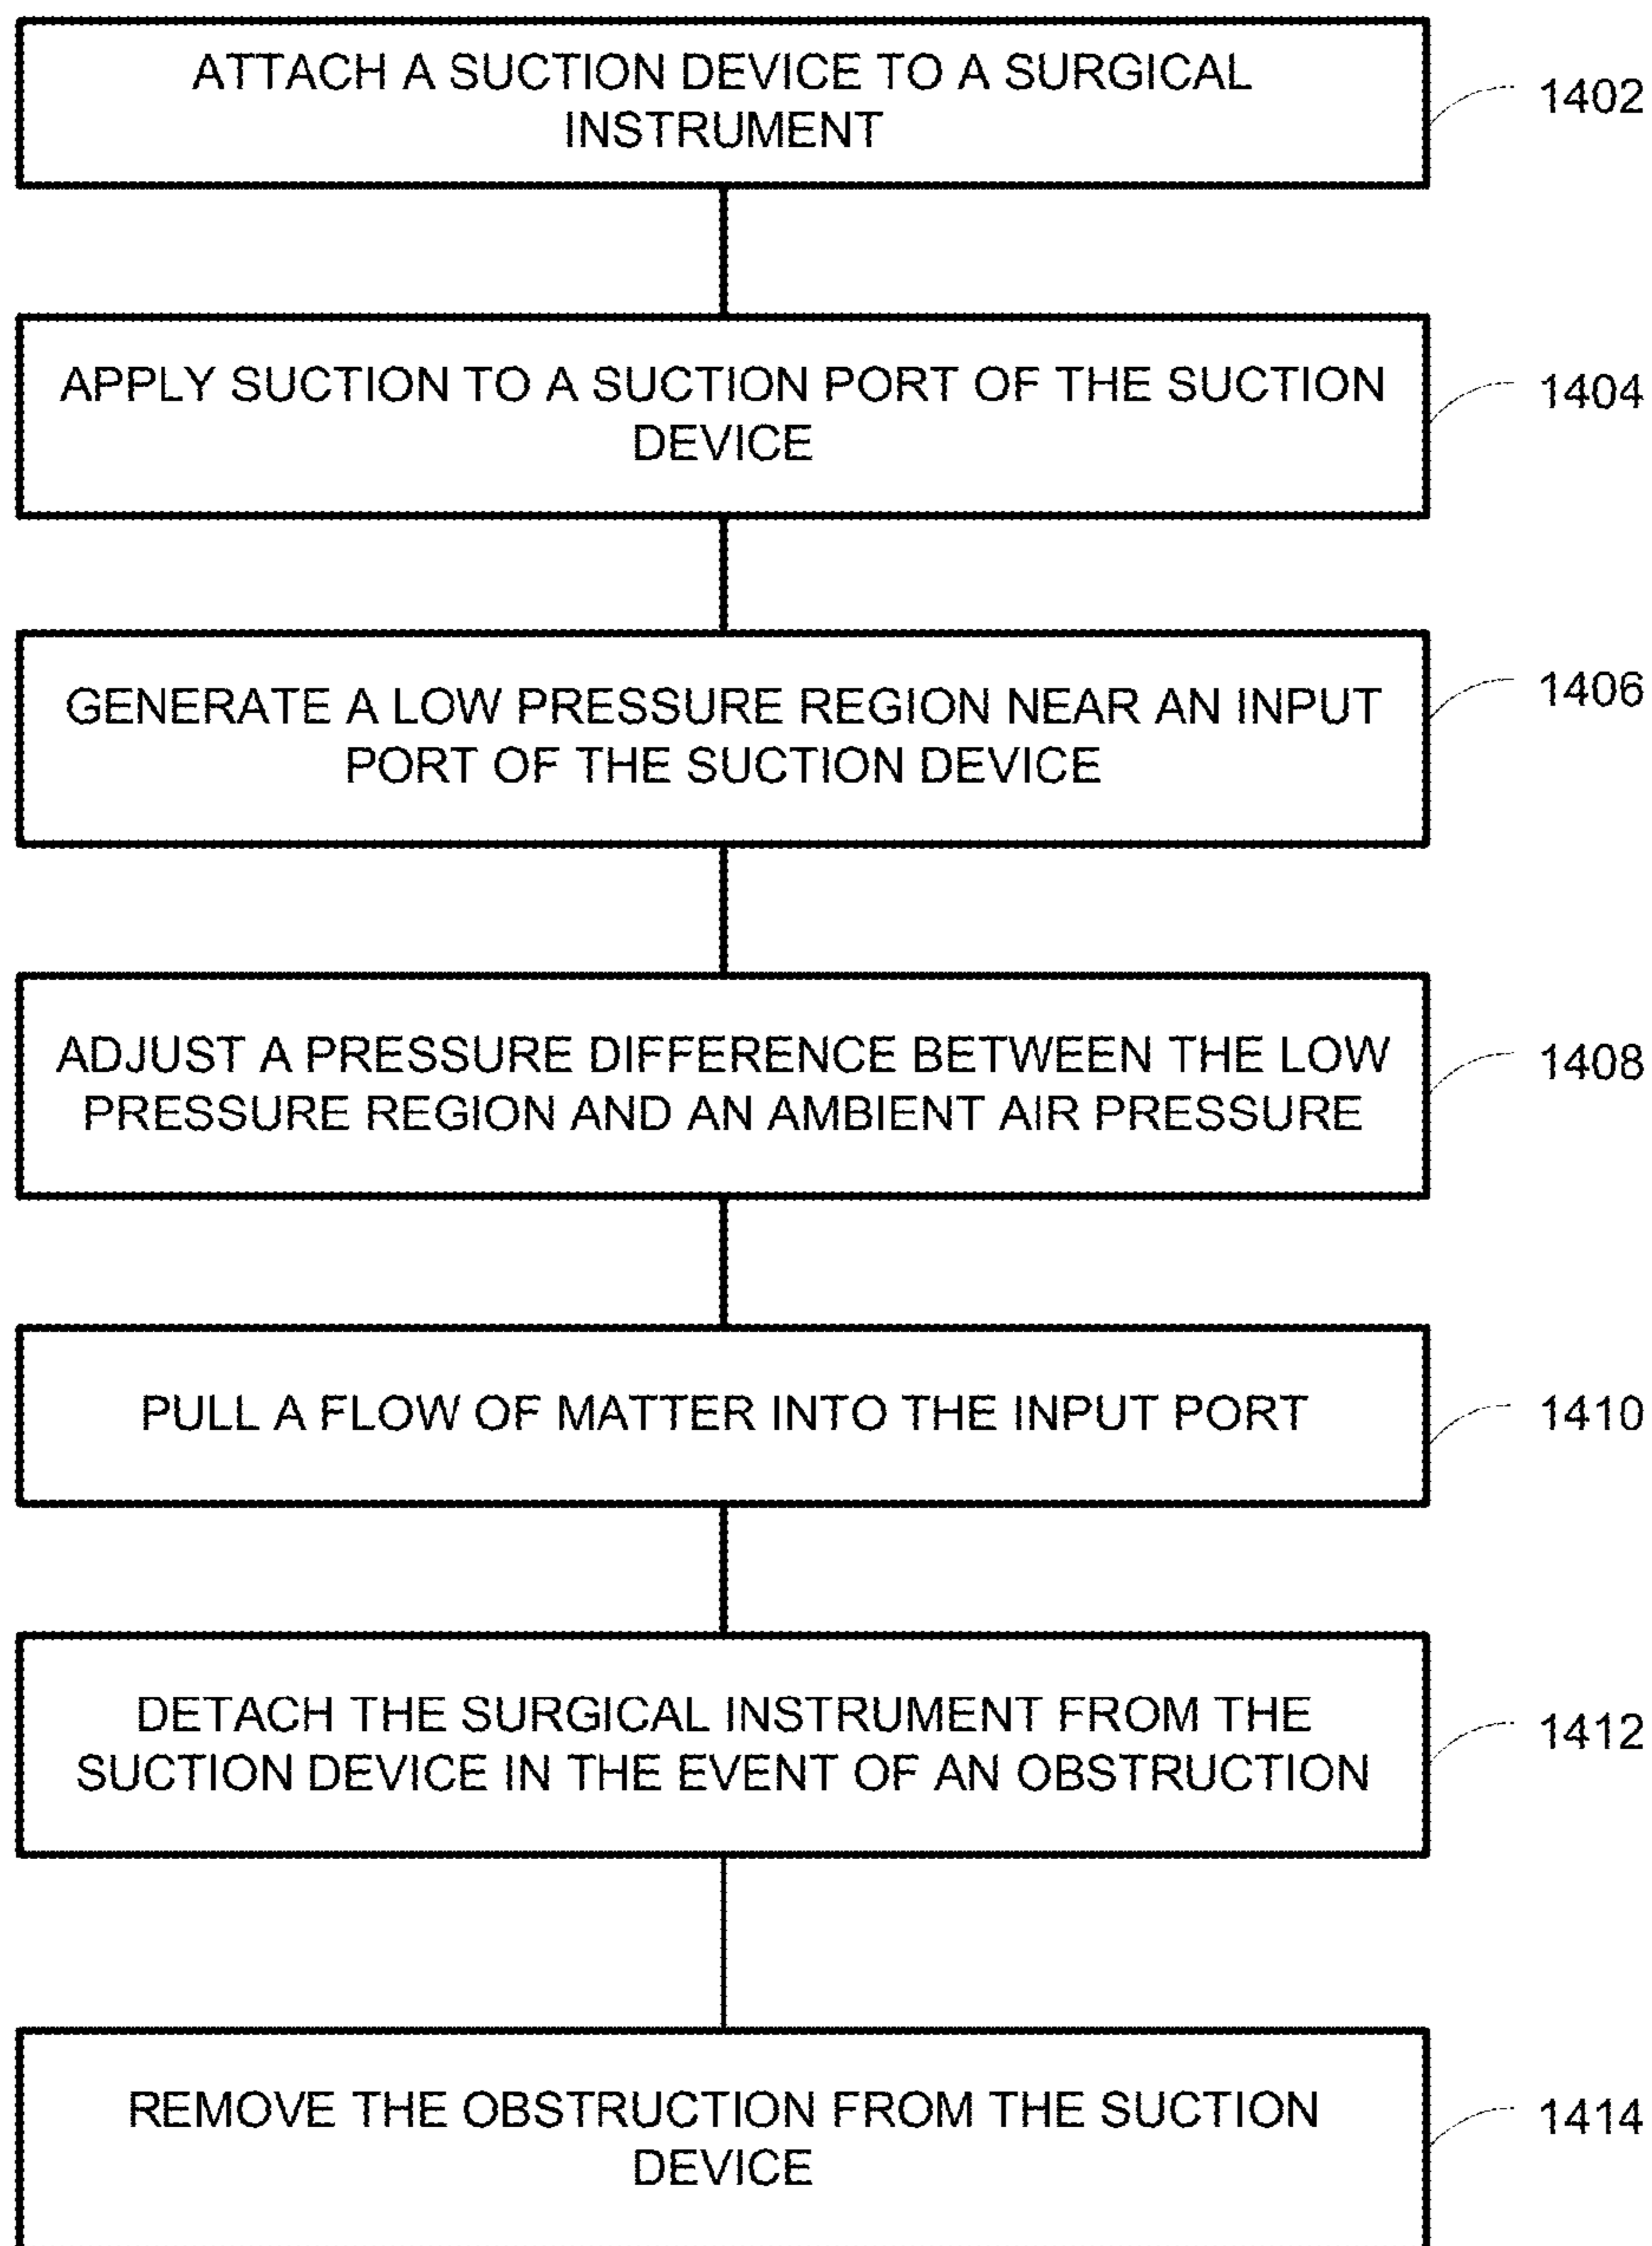 ATTACH A SUCTION DEVICE TO A SURGICAL
INSTRUMENT
1402
APPLY SUCTION TO A SUCTION PORT OF THE SUCTION
DEVICE
1404
GENERATE A LOW PRESSURE REGION NEAR AN INPUT
PORT OF THE SUCTION DEVICE
1406
ADJUST A PRESSURE DIFFERENCE BETWEEN THE LOW
PRESSURE REGION AND AN AMBIENT AIR PRESSURE
1408
PULL A FLOW OF MATTER INTO THE INPUT PORT
1410
DETACH THE SURGICAL INSTRUMENT FROM THE
SUCTION DEVICE IN THE EVENT OF AN OBSTRUCTION
1412
REMOVE THE OBSTRUCTION FROM THE SUCTION
DEVICE
1414